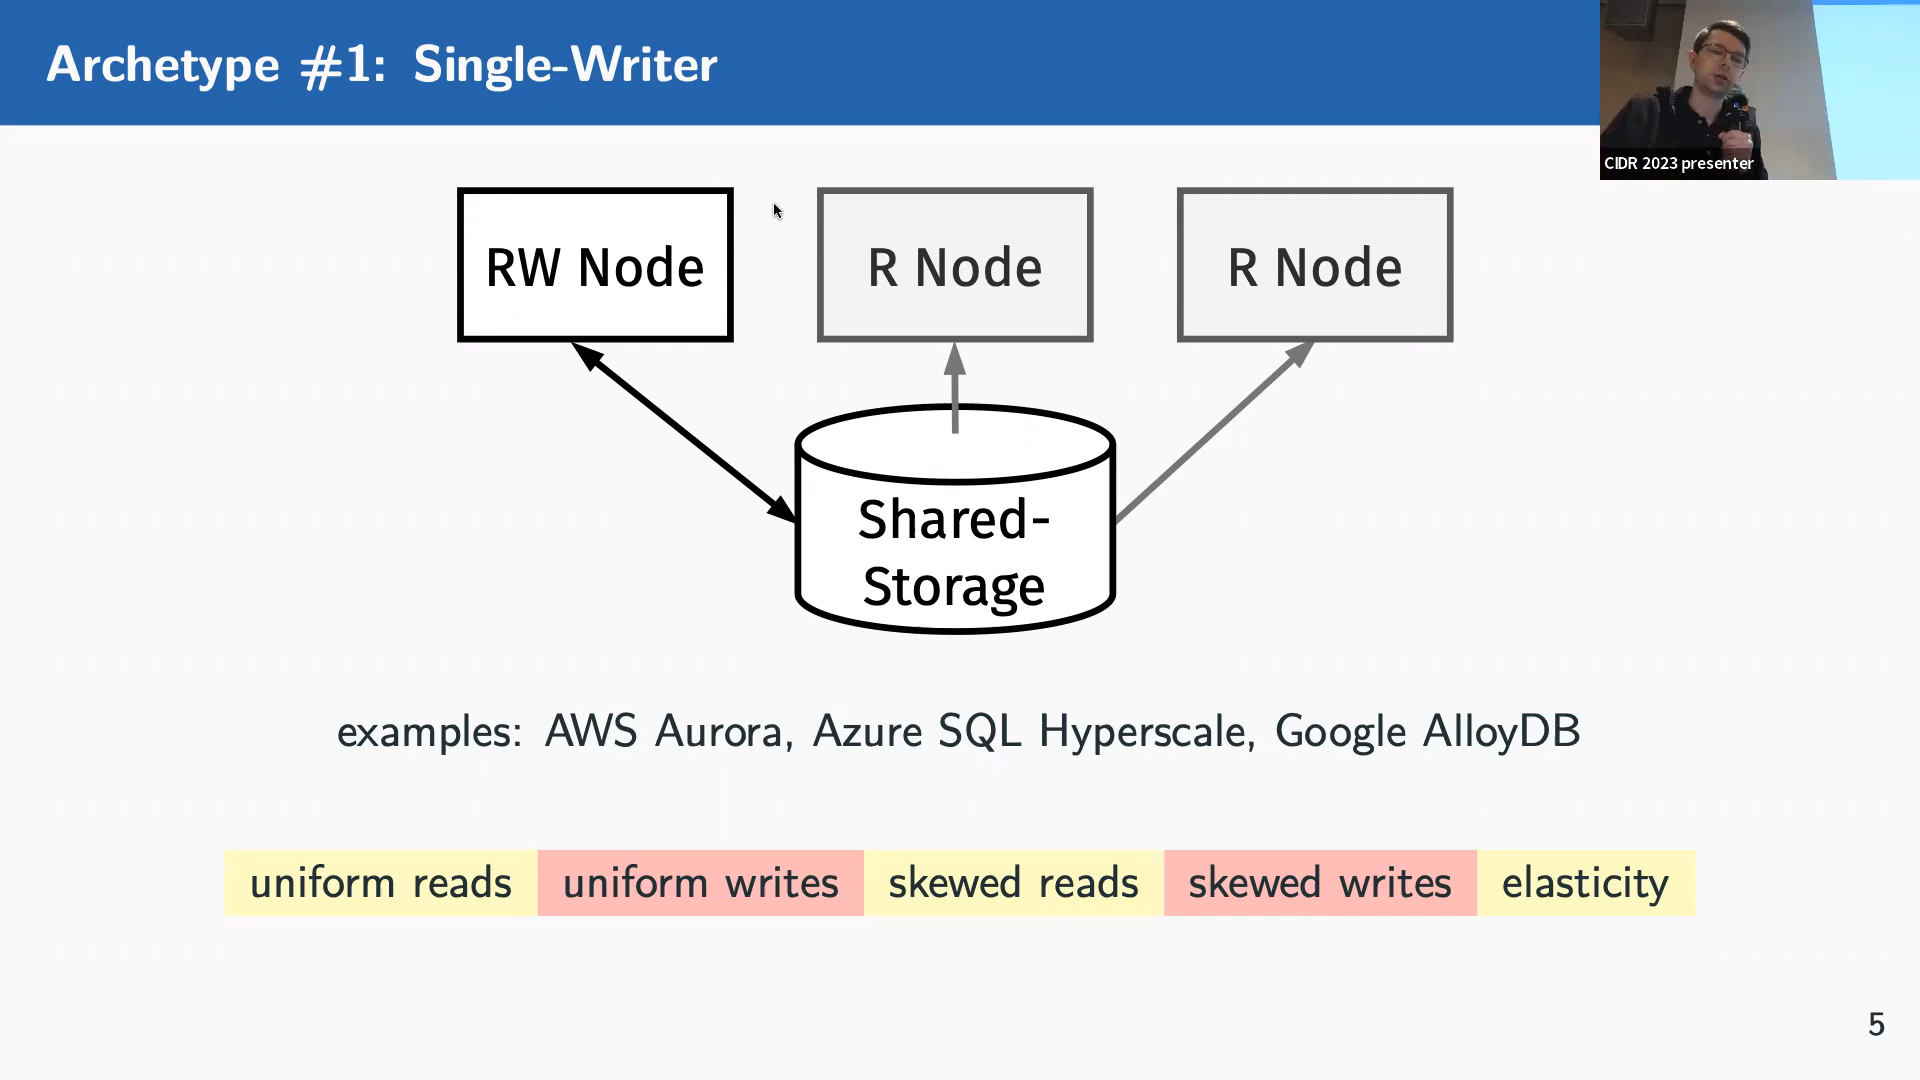 Archetype #1: Single-Writer
CIDR 2023 presenter
RW Node
R Node
R Node
Shared-
Storage
examples: AWS Aurora, Azure SQL Hyperscale, Google AlloyDB
uniform reads uniform writes skewed reads skewed writes elasticity
5